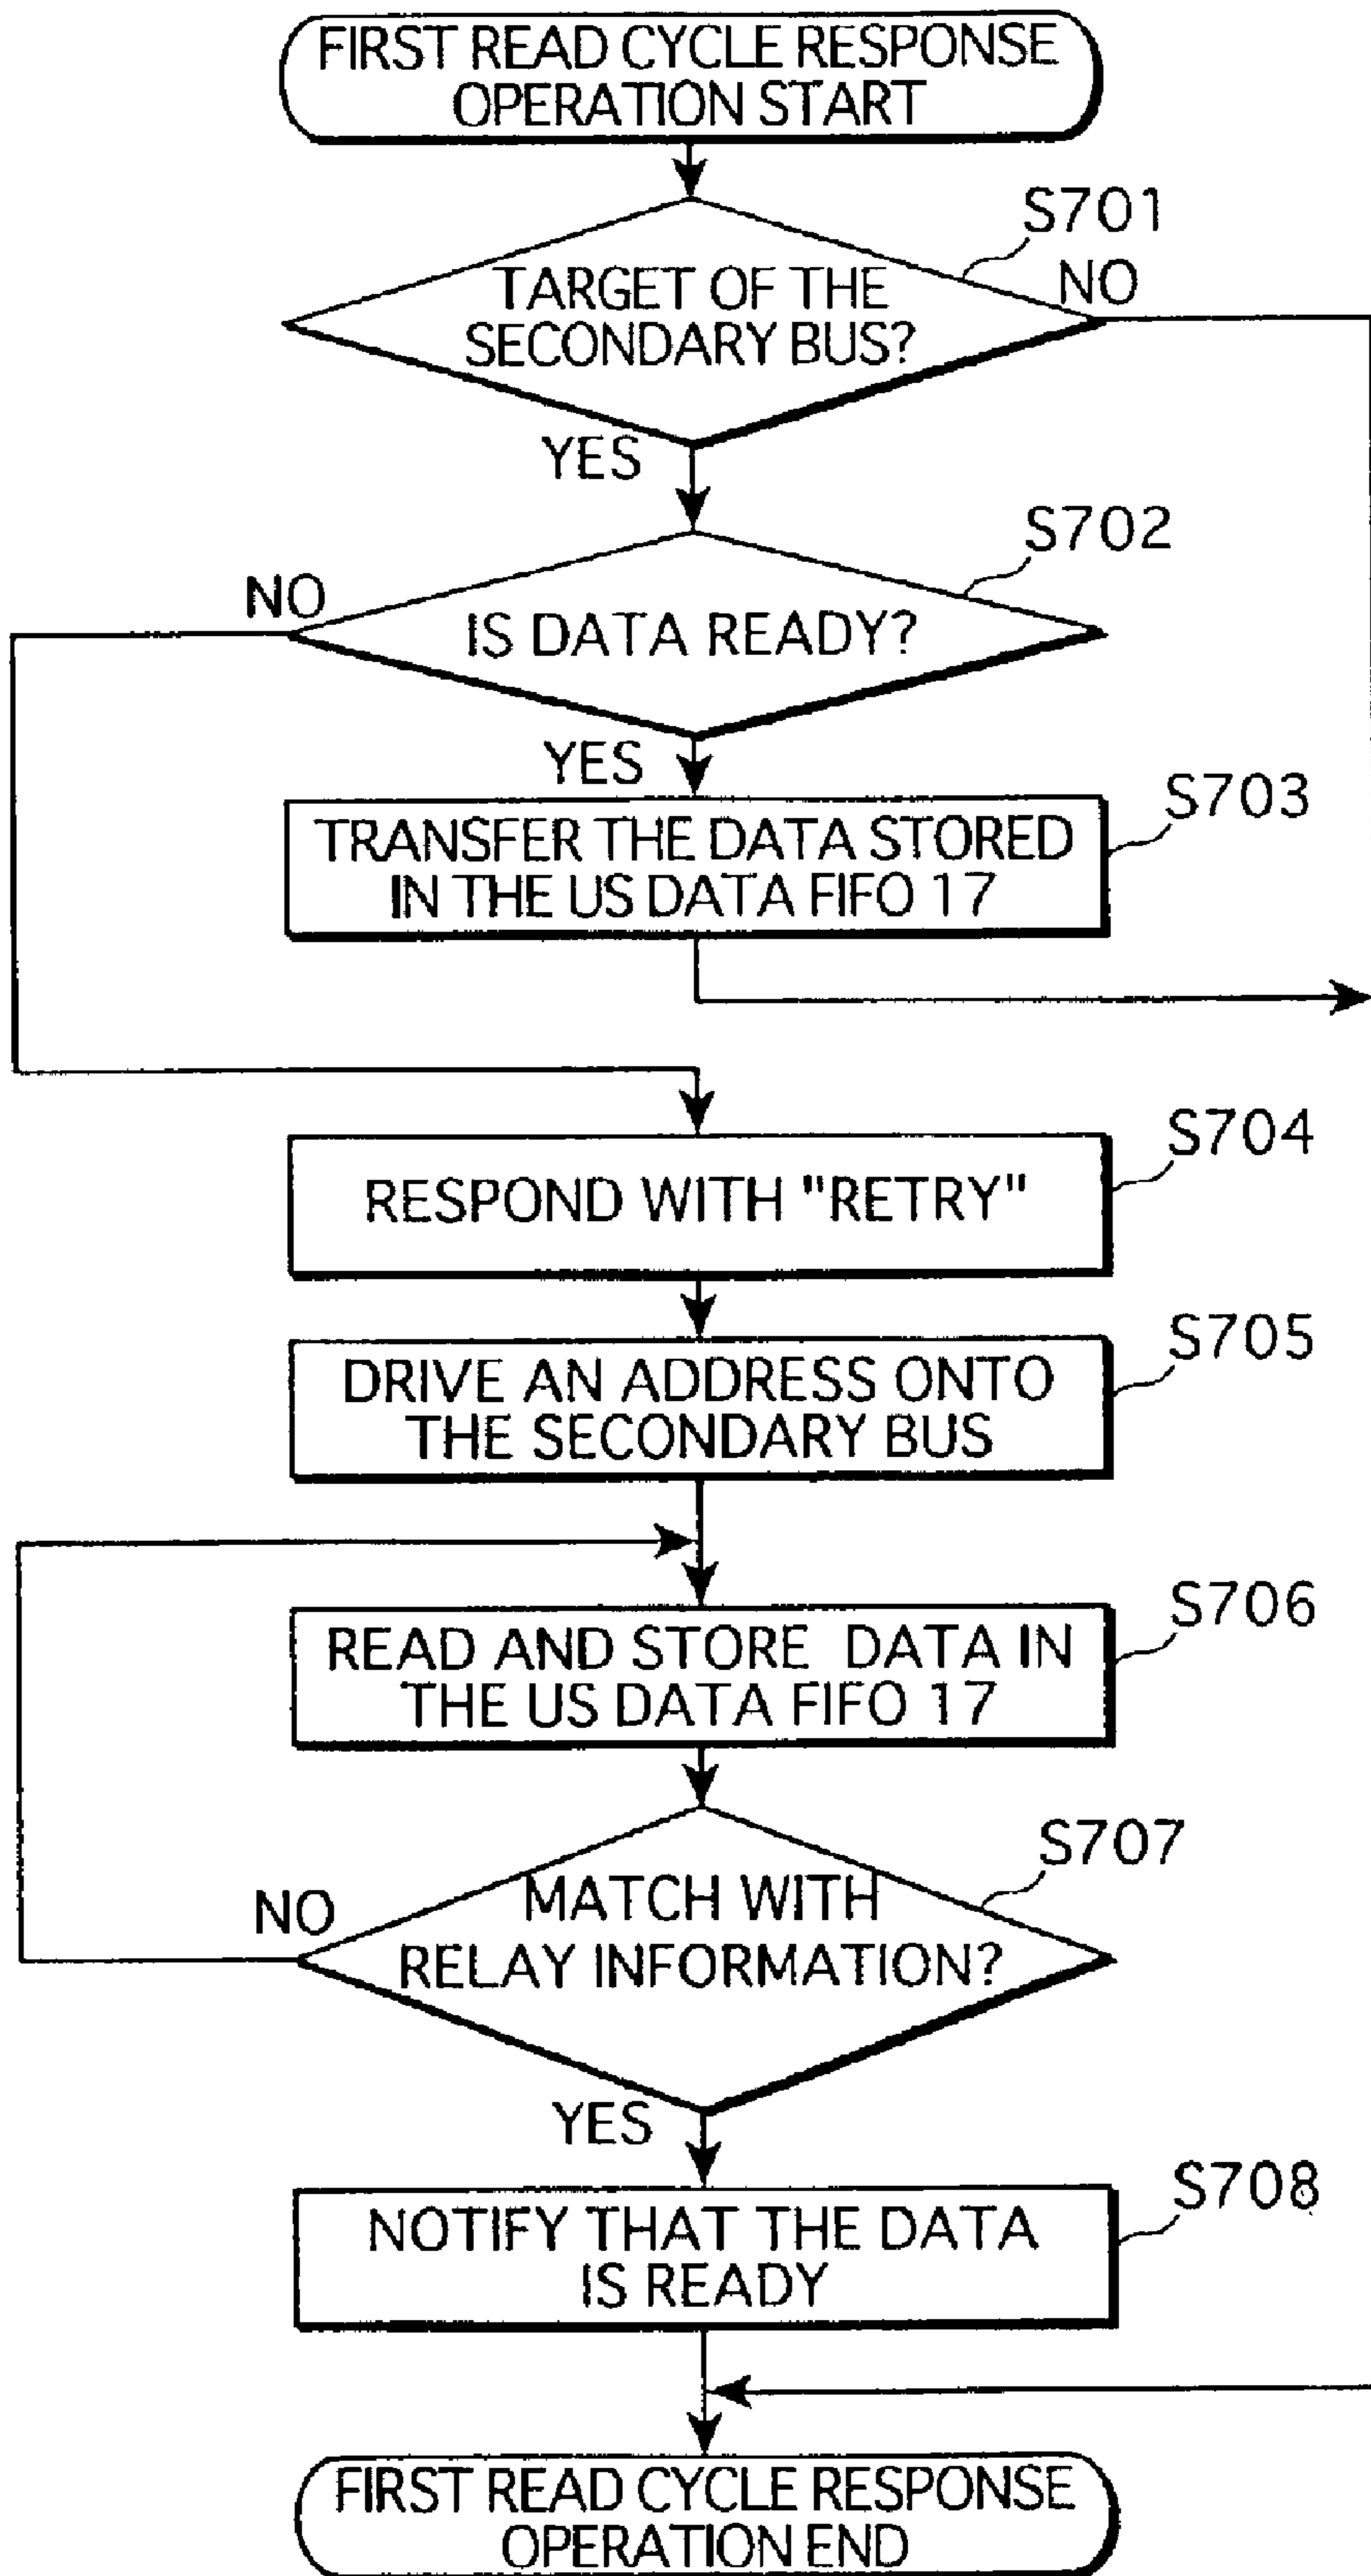 FIRST READ CYCLE RESPONSE
OPERATION START
S701
TARGET OF THE
SECONDARY BUS?
NO
YES
S702
NO
IS DATA READY?
YES
S703
TRANSFER THE DATA STORED
IN THE US DATA FIFO 17
S704
RESPOND WITH "RETRY"
S705
DRIVE AN ADDRESS ONTO
THE SECONDARY BUS
S706
READ AND STORE DATA IN
THE US DATA FIFO 17
S707
NO
MATCH WITH
RELAY INFORMATION?
YES
S708
NOTIFY THAT THE DATA
IS READY
FIRST READ CYCLE RESPONSE
OPERATION END